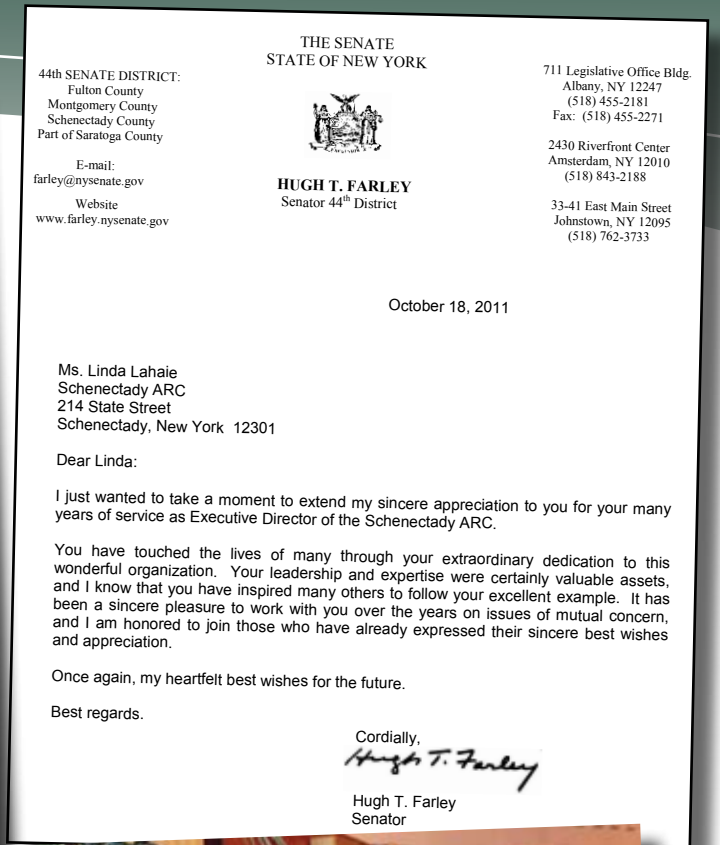 THE SENATE
STATE OF NEW YORK
44th SENATE DISTRICT:
Fulton County
Montgomery County
Schenectady County
Part of Saratoga County
E-mail:
farley@nysenate.gov
Website
www.farley.nysenate.gov
EXCELSIOR
HUGH T. FARLEY
Senator 44th District
711 Legislative Office Bldg.
Albany, NY 12247
(518) 455-2181
Fax: (518) 455-2271
2430 Riverfront Center
Amsterdam, NY 12010
(518) 843-2188
33-41 East Main Street
Johnstown, NY 12095
(518) 762-3733
October 18, 2011
Ms. Linda Lahaie
Schenectady ARC
214 State Street
Schenectady, New York 12301
Dear Linda:
I just wanted to take a moment to extend my sincere appreciation to you for your many
years of service as Executive Director of the Schenectady ARC.
You have touched the lives of many through your extraordinary dedication to this
wonderful organization. Your leadership and expertise were certainly valuable assets,
and I know that you have inspired many others to follow your excellent example. It has
been a sincere pleasure to work with you over the years on issues of mutual concern,
and I am honored to join those who have already expressed their sincere best wishes
and appreciation.
Once again, my heartfelt best wishes for the future.
Best regards.
Cordially,
Hugh T. Farley
Hugh T. Farley
Senator